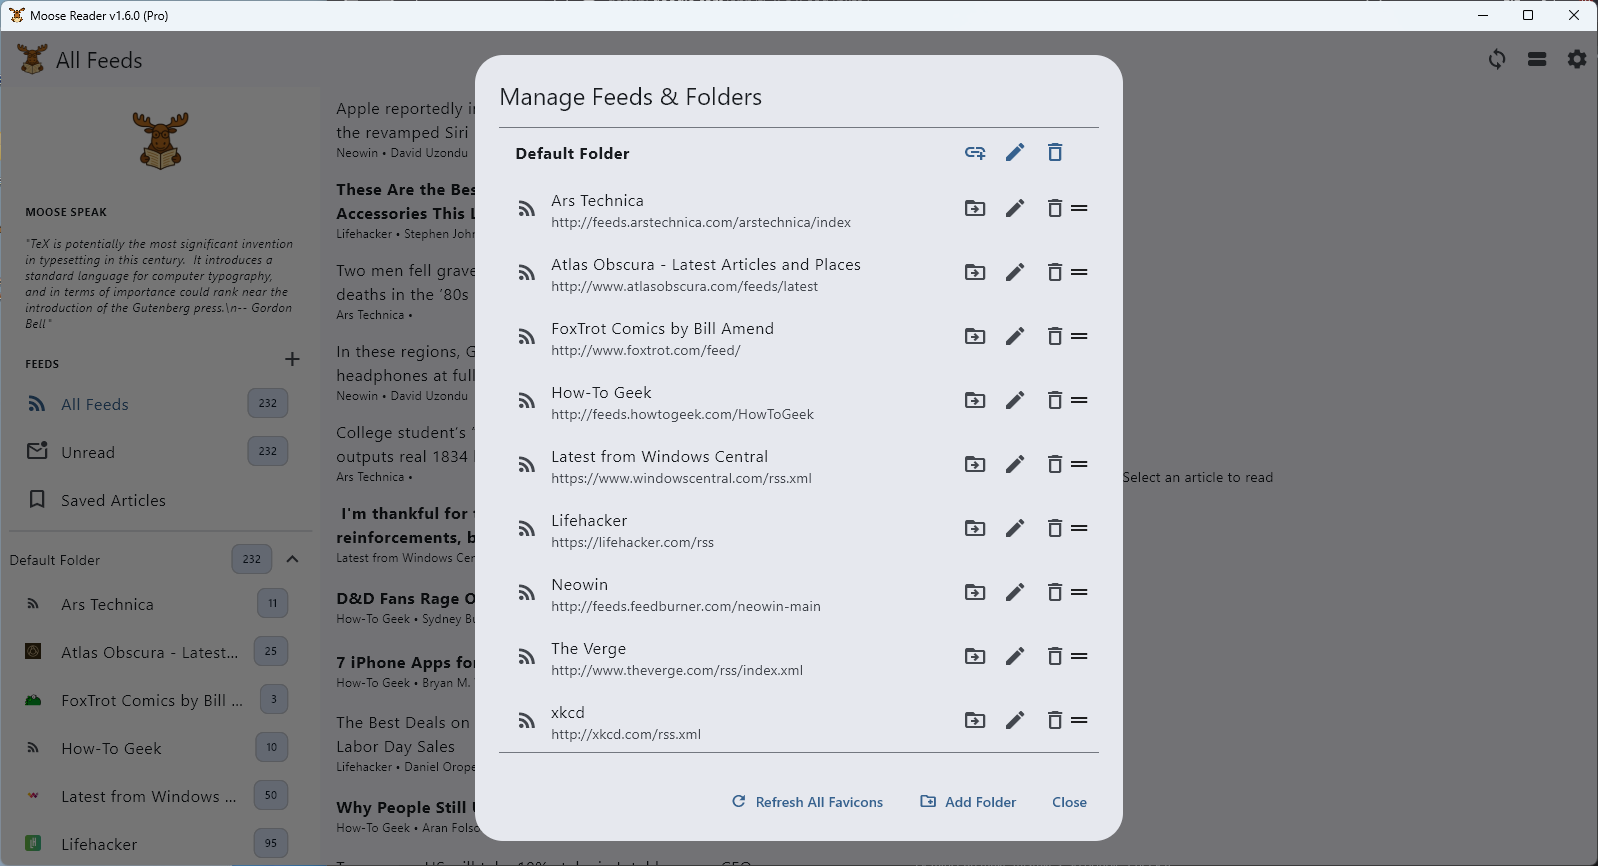 Moose Reader v1.6.0 (Pro)
All Feeds
MOOSE SPEAK
"TeX is potentially the most significant invention
in typesetting in this century.  It introduces a
standard language for computer typography,
and in terms of importance could rank near the
introduction of the Gutenberg press.\n-- Gordon
Bell"
FEEDS
All Feeds
232
Unread
232
Saved Articles
Default Folder
232
Ars Technica
11
Atlas Obscura - Latest...
25
FoxTrot Comics by Bill ...
3
How-To Geek
10
Latest from Windows ...
50
Lifehacker
95
Apple reportedly
the revamped Siri
Neowin • David Uzondu
These Are the Bes
Accessories This
Lifehacker • Stephen John
Two men fell grave
deaths in the '80s
Ars Technica •
In these regions,
headphones at full
Neowin • David Uzondu
College student's
outputs real 1834
Ars Technica •
I'm thankful for
reinforcements,
Latest from Windows Cen
D&D Fans Rage
How-To Geek • Sydney
7 iPhone Apps for
How-To Geek • Bryan M.
The Best Deals on
Labor Day Sales
Lifehacker • Daniel Orope
Why People Still
How-To Geek • Aran Folso
Manage Feeds & Folders
Default Folder
Ars Technica
http://feeds.arstechnica.com/arstechnica/index
Atlas Obscura - Latest Articles and Places
http://www.atlasobscura.com/feeds/latest
FoxTrot Comics by Bill Amend
http://www.foxtrot.com/feed/
How-To Geek
http://feeds.howtogeek.com/HowToGeek
Latest from Windows Central
https://www.windowscentral.com/rss.xml
Lifehacker
https://lifehacker.com/rss
Neowin
http://feeds.feedburner.com/neowin-main
The Verge
http://www.theverge.com/rss/index.xml
xkcd
http://xkcd.com/rss.xml
Refresh All Favicons
Add Folder
Close
Select an article to read